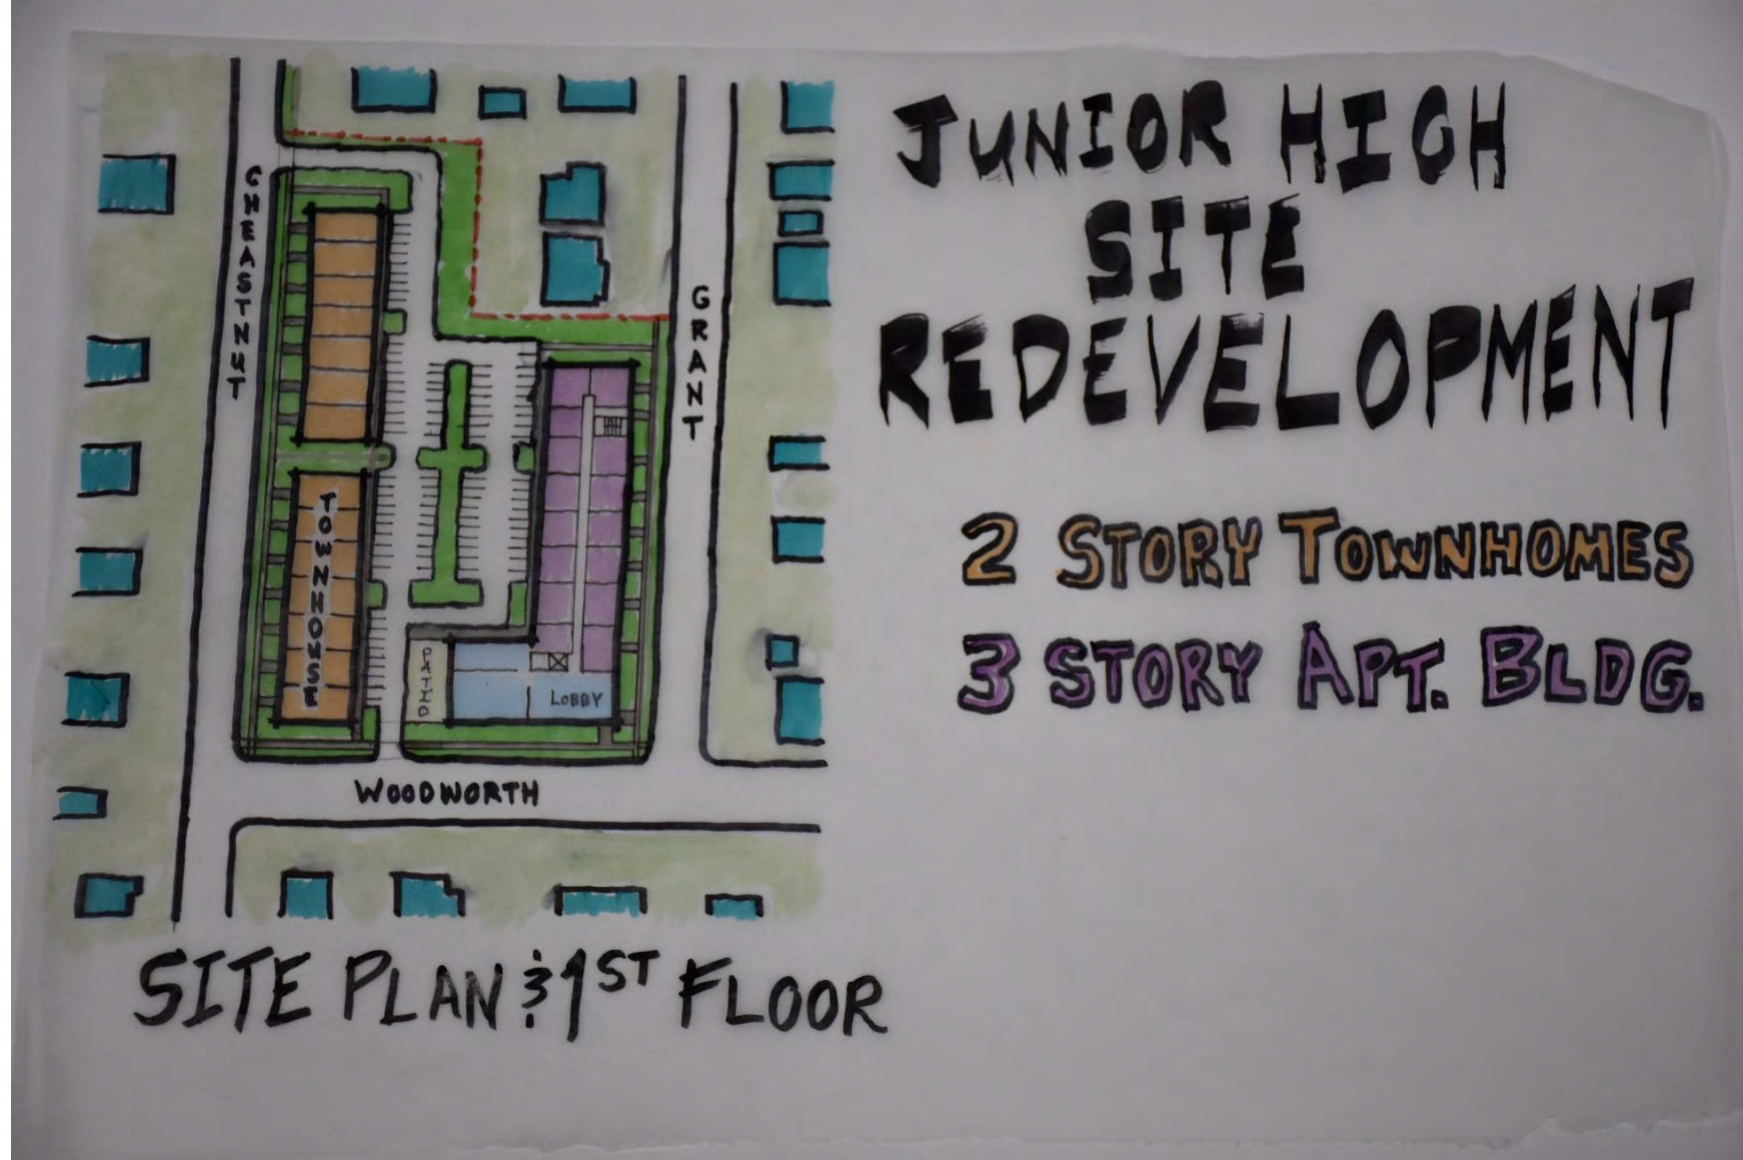 JUNIOR HIGH
SITE
REDEVELOPMENT
2 STORY TOWNHOMES
3 STORY APT. BLDG.
CHEASTNUT
GRANT
TOWNHOWSE
PATIO
LOBBY
WOODWORTH
SITE PLAN & 1ST FLOOR